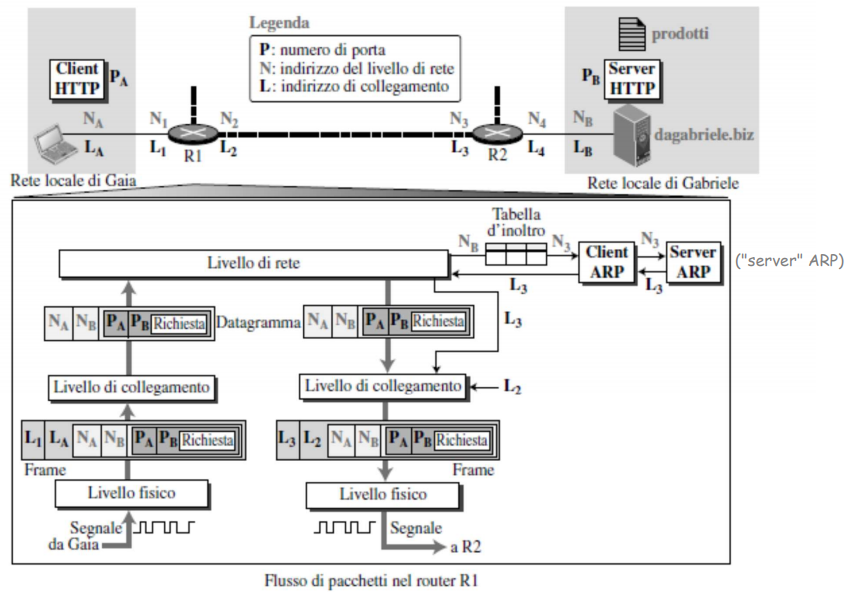 Legenda
P: numero di porta
N: indirizzo del livello di rete
L: indirizzo di collegamento
prodotti
Client
HTTP
P_A
P_B
Server
HTTP
N_A
N_1
N_2
N_3
N_4
N_B
dagabriele.biz
L_A
L_1
R1
L_2
L_3
R2
L_4
L_B
Rete locale di Gaia
Rete locale di Gabriele
Tabella
d'inoltro
N_B
N_3
Client
ARP
N_3
Server
ARP
("server" ARP)
Livello di rete
L_3
L_3
N_A N_B P_A P_B Richiesta
Datagramma
N_A N_B P_A P_B Richiesta
L_3
Livello di collegamento
Livello di collegamento
L_2
L_1 L_A N_A N_B P_A P_B Richiesta
L_3 L_2 N_A N_B P_A P_B Richiesta
Frame
Frame
Livello fisico
Livello fisico
Segnale
da Gaia
Segnale
a R2
Flusso di pacchetti nel router R1